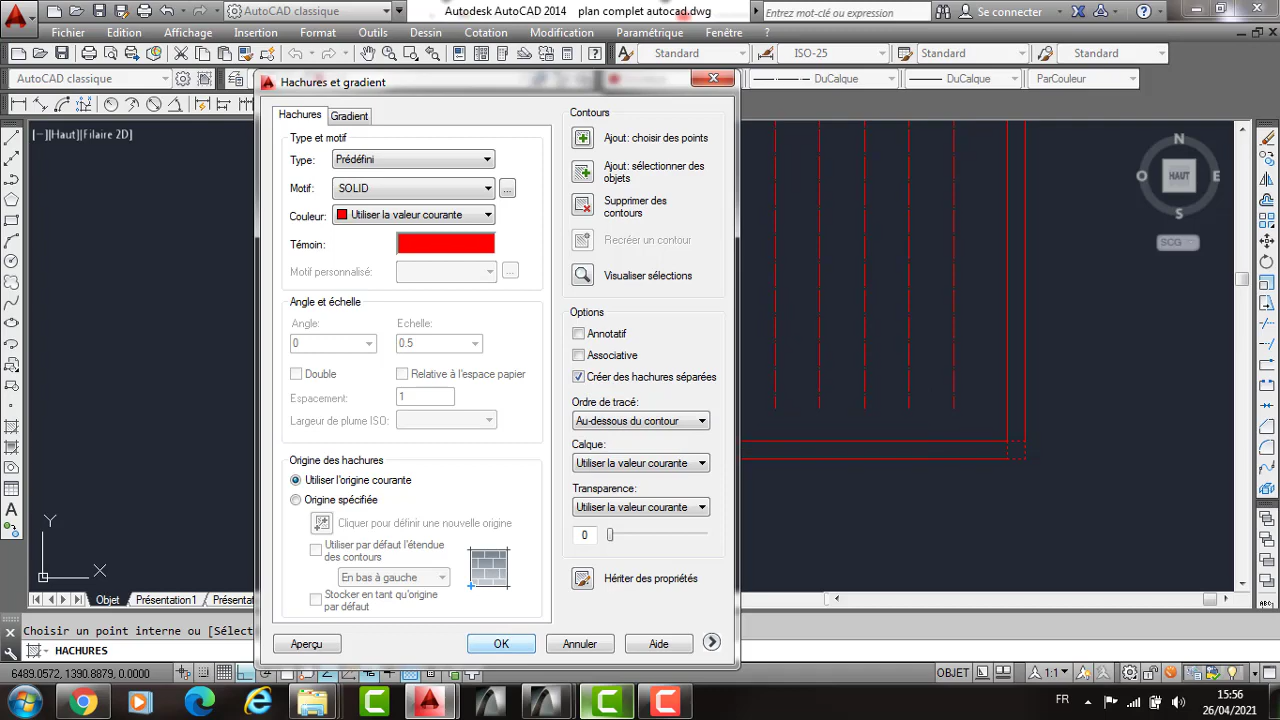 AutoCAD classique
Autodesk AutoCAD 2014 plan complet autocad.dwg
Entrez mot-clé ou expression
Se connecter
Fichier Edition Affichage Insertion Format Outils Dessin Cotation Modification Paramétrique Fenêtre
Standard ISO-25 Standard Standard
AutoCAD classique
DuCalque DuCalque ParCouleur
[−][Haut][Filaire 2D]
Hachures et gradient
Hachures Gradient
Type et motif
Type: Prédéfini
Motif: SOLID
...
Couleur: Utiliser la valeur courante
Témoin:
Motif personnalisé:
...
Angle et échelle
Angle: Echelle:
0 0.5
Double Relative à l'espace papier
Espacement: 1
Largeur de plume ISO:
Origine des hachures
Utiliser l'origine courante
Origine spécifiée
Cliquer pour définir une nouvelle origine
Utiliser par défaut l'étendue
des contours
En bas à gauche
Stocker en tant qu'origine
par défaut
Contours
Ajout: choisir des points
Ajout: sélectionner des
objets
Supprimer des
contours
Recréer un contour
Visualiser sélections
Options
Annotatif
Associative
Créer des hachures séparées
Ordre de tracé:
Au-dessous du contour
Calque:
Utiliser la valeur courante
Transparence:
Utiliser la valeur courante
0
Hériter des propriétés
Aperçu OK Annuler Aide
N
O HAUT E
S
SCG
Y
X
Objet Présentation1 Présenta
Choisir un point interne ou [Sélect
HACHURES
6489.0572, 1390.8879, 0.0000
OBJET 1:1
FR
15:56
26/04/2021